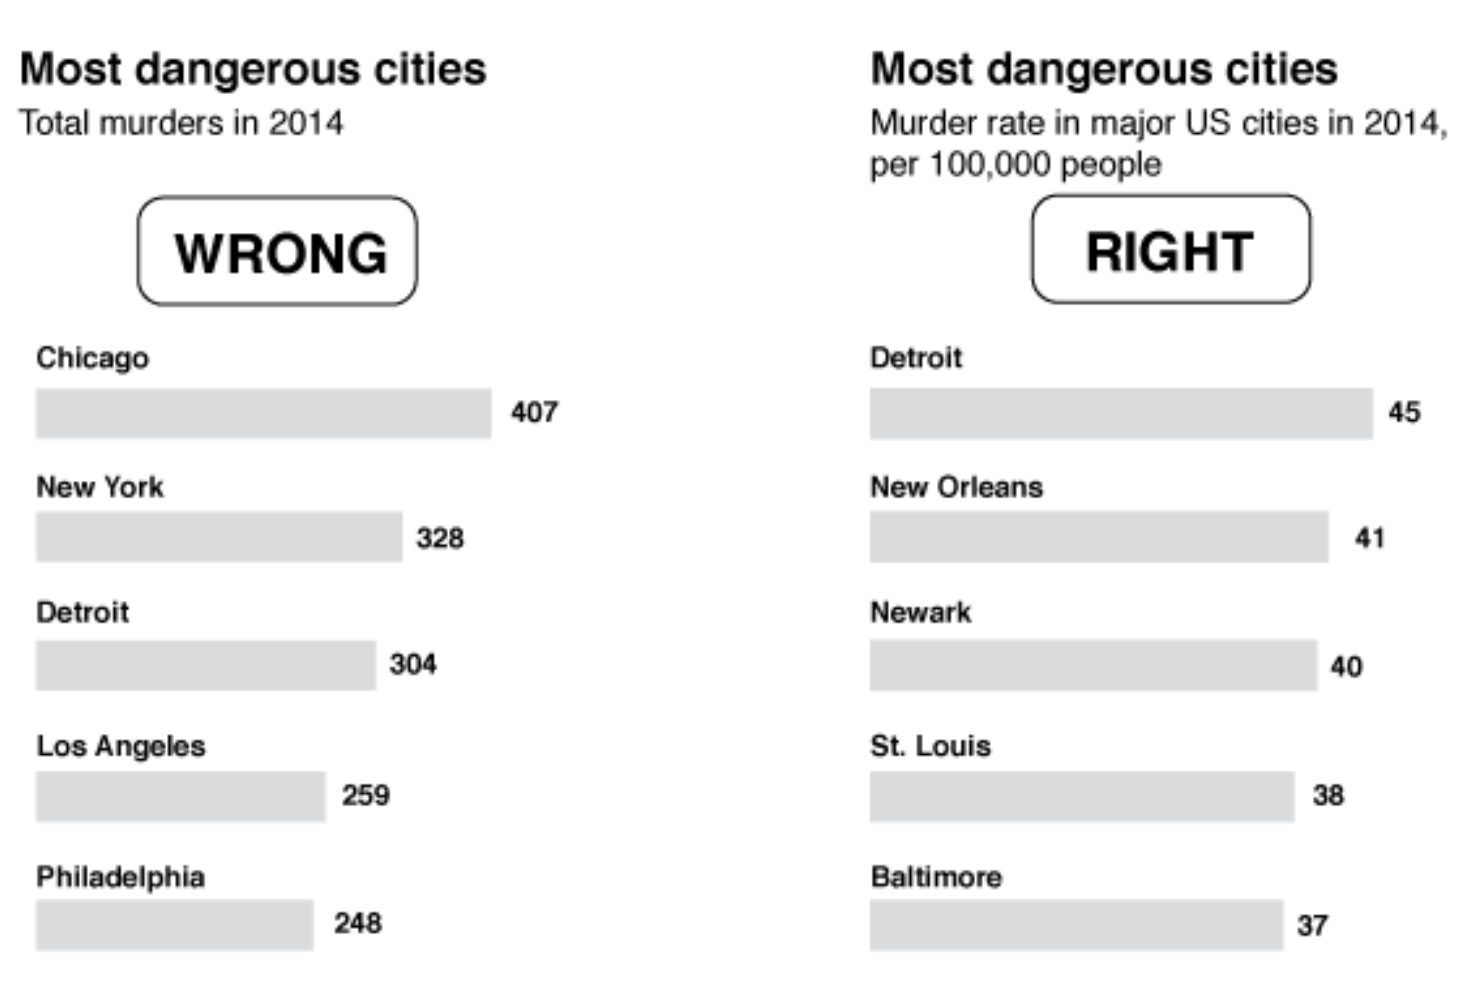 Most dangerous cities
Total murders in 2014
WRONG
Chicago
407
New York
328
Detroit
304
Los Angeles
259
Philadelphia
248
Most dangerous cities
Murder rate in major US cities in 2014,
per 100,000 people
RIGHT
Detroit
45
New Orleans
41
Newark
40
St. Louis
38
Baltimore
37